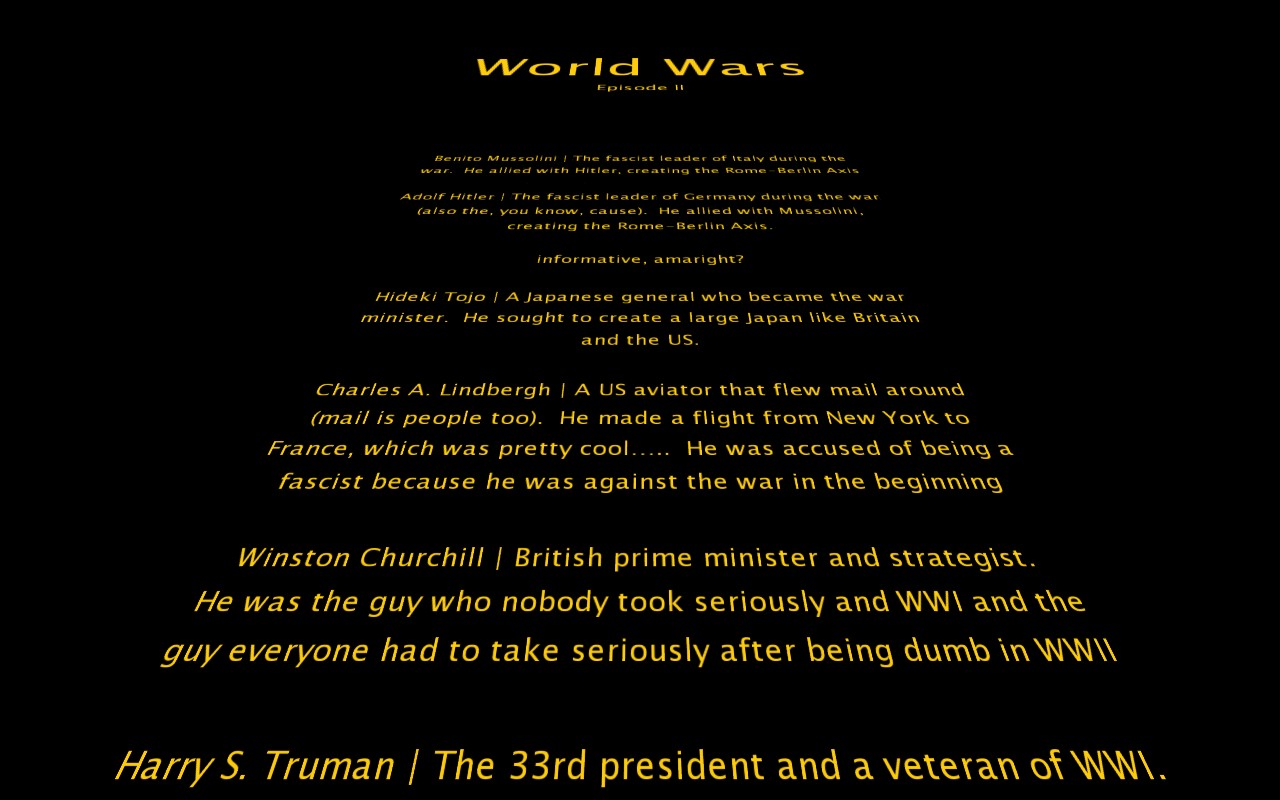 World Wars
Episode II
Benito Mussolini | The fascist leader of Italy during the
war.  He allied with Hitler, creating the Rome-Berlin Axis
Adolf Hitler | The fascist leader of Germany during the war
(also the, you know, cause).  He allied with Mussolini,
creating the Rome-Berlin Axis.
informative, amaright?
Hideki Tojo | A Japanese general who became the war
minister.  He sought to create a large Japan like Britain
and the US.
Charles A. Lindbergh | A US aviator that flew mail around
(mail is people too).  He made a flight from New York to
France, which was pretty cool.....  He was accused of being a
fascist because he was against the war in the beginning
Winston Churchill | British prime minister and strategist.
He was the guy who nobody took seriously and WWI and the
guy everyone had to take seriously after being dumb in WWII
Harry S. Truman | The 33rd president and a veteran of WWI.